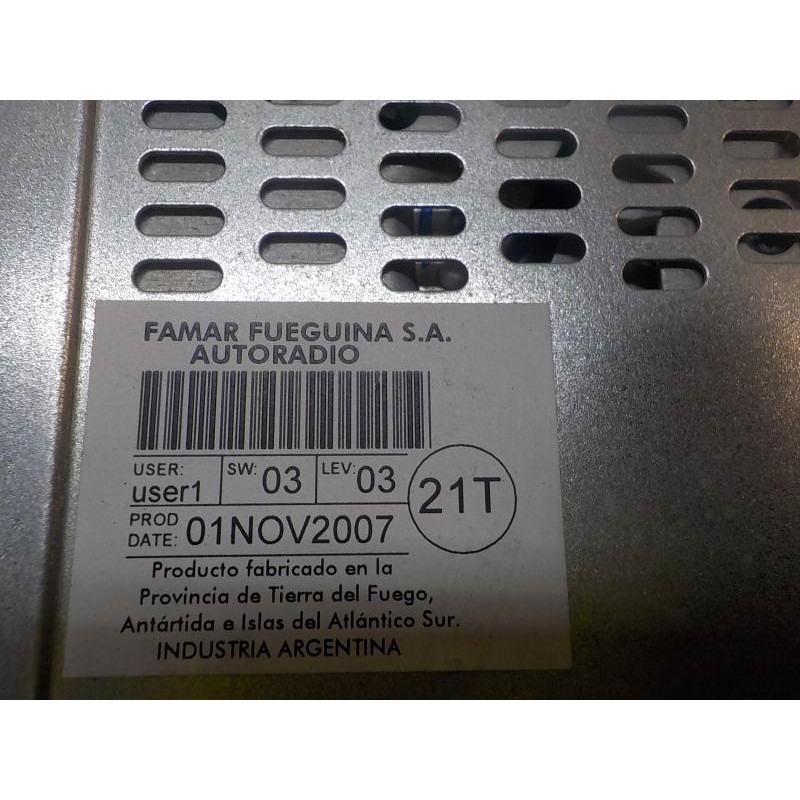 FAMAR FUEGUINA S.A.
AUTORADIO
USER: user1 SW: 03 LEV: 03
21T
PROD DATE: 01NOV2007
Producto fabricado en la
Provincia de Tierra del Fuego,
Antártida e Islas del Atlántico Sur.
INDUSTRIA ARGENTINA